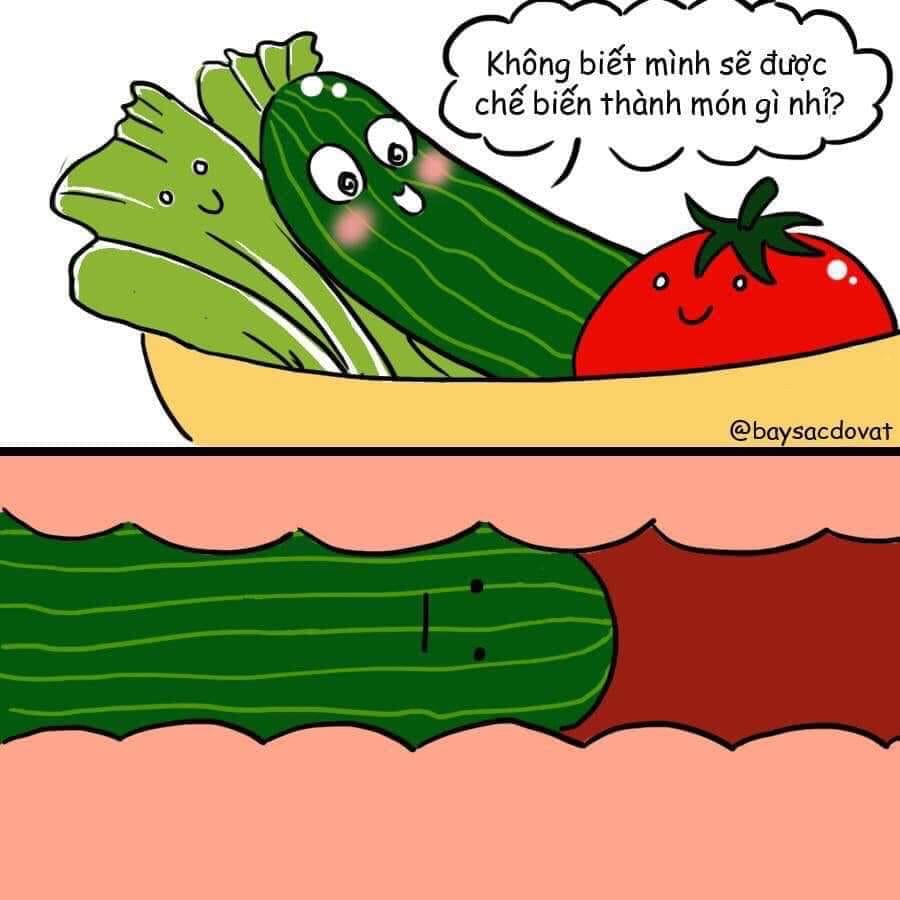 Không biết mình sẽ được
chế biến thành món gì nhỉ?
@baysacdovat